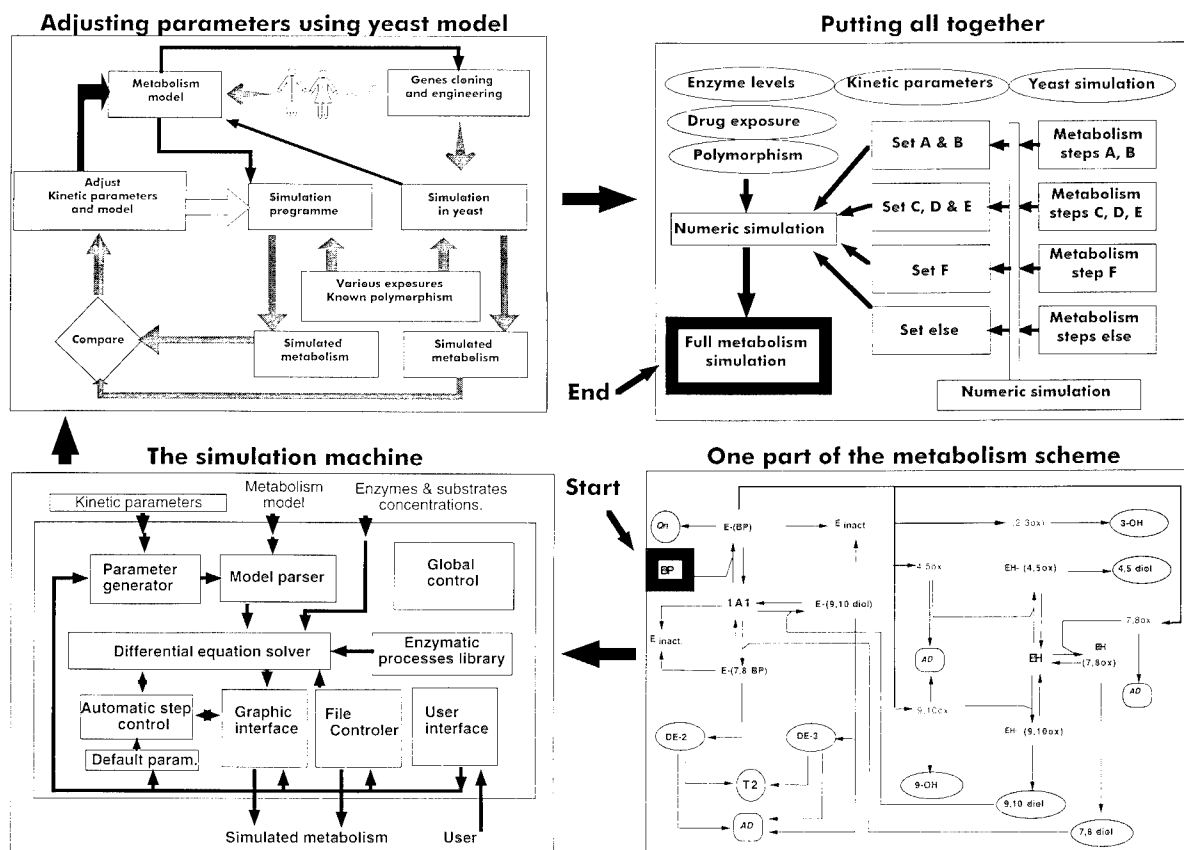 Adjusting parameters using yeast model
Metabolism
model
Genes cloning
and engineering
Adjust
Kinetic parameters
and model
Simulation
programme
Simulation
in yeast
Various exposures
Known polymorphism
Compare
Simulated
metabolism
Simulated
metabolism
Putting all together
Enzyme levels
Kinetic parameters
Yeast simulation
Drug exposure
Polymorphism
Set A & B
Metabolism
steps A, B
Set C, D & E
Metabolism
steps C, D, E
Numeric simulation
Set F
Metabolism
step F
Set else
Metabolism
steps else
Full metabolism
simulation
End
Numeric simulation
The simulation machine
Kinetic parameters
Metabolism
model
Enzymes & substrates
concentrations.
Parameter
generator
Model parser
Global
control
Differential equation solver
Enzymatic
processes library
Automatic step
control
Graphic
interface
File
Controler
User
interface
Default param.
Simulated metabolism
User
One part of the metabolism scheme
Start
Qn
E-(BP)
E inact
.2 3ox)
3-OH
BP
4,5ox
EH- (4,5ox)
4,5 diol
1A1
E-(9,10 diol)
7,8ox
E inact.
E-(7,8 BP)
AD
EH
EH
(7,8ox)
AD
9,10ox
EH- (9,10ox)
DE-2
DE-3
T2
9-OH
AD
9,10 diol
7,8 diol